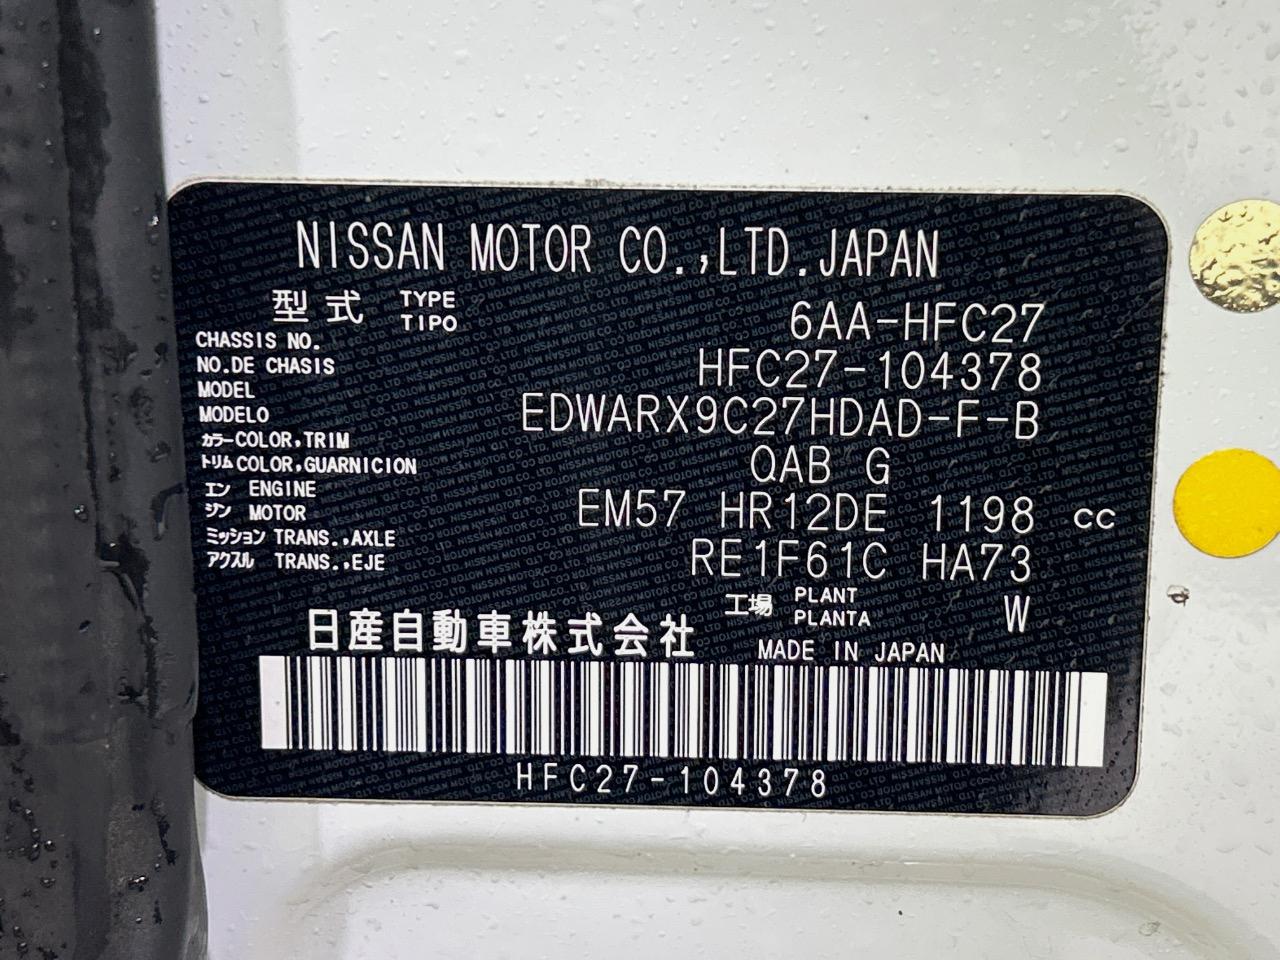 NISSAN MOTOR CO.,LTD.JAPAN
型式 TYPE TIPO 6AA-HFC27
CHASSIS NO.
NO.DE CHASIS HFC27-104378
MODEL
MODELO EDWARX9C27HDAD-F-B
カラー COLOR,TRIM
トリム COLOR,GUARNICION QAB G
エン ENGINE
ジン MOTOR EM57 HR12DE 1198 cc
ミッション TRANS.,AXLE
アクスル TRANS.,EJE RE1F61C HA73
工場 PLANT PLANTA W
日産自動車株式会社 MADE IN JAPAN
HFC27-104378